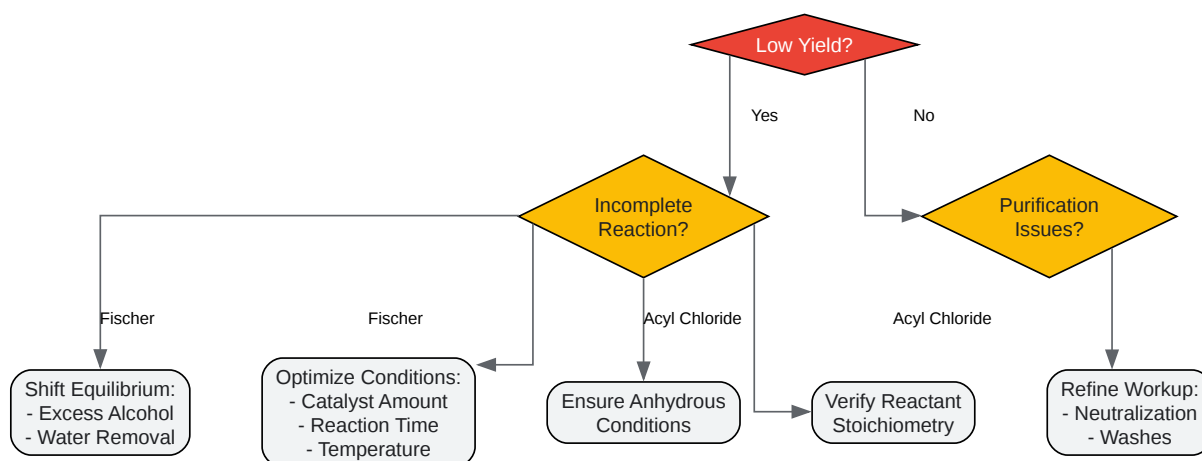 Low Yield?
Yes
No
Incomplete
Reaction?
Purification
Issues?
Fischer
Fischer
Acyl Chloride
Acyl Chloride
Shift Equilibrium:
- Excess Alcohol
- Water Removal
Optimize Conditions:
- Catalyst Amount
- Reaction Time
- Temperature
Ensure Anhydrous
Conditions
Verify Reactant
Stoichiometry
Refine Workup:
- Neutralization
- Washes